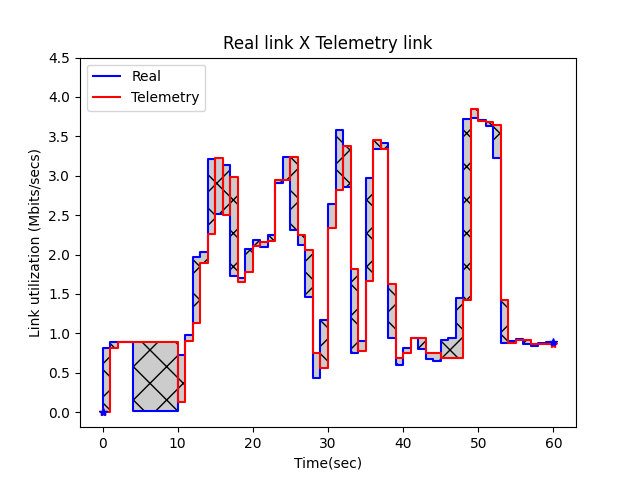 Real link X Telemetry link
Real
Telemetry
Link utilization (Mbits/secs)
4.5
4.0
3.5
3.0
2.5
2.0
1.5
1.0
0.5
0.0
0 10 20 30 40 50 60
Time(sec)